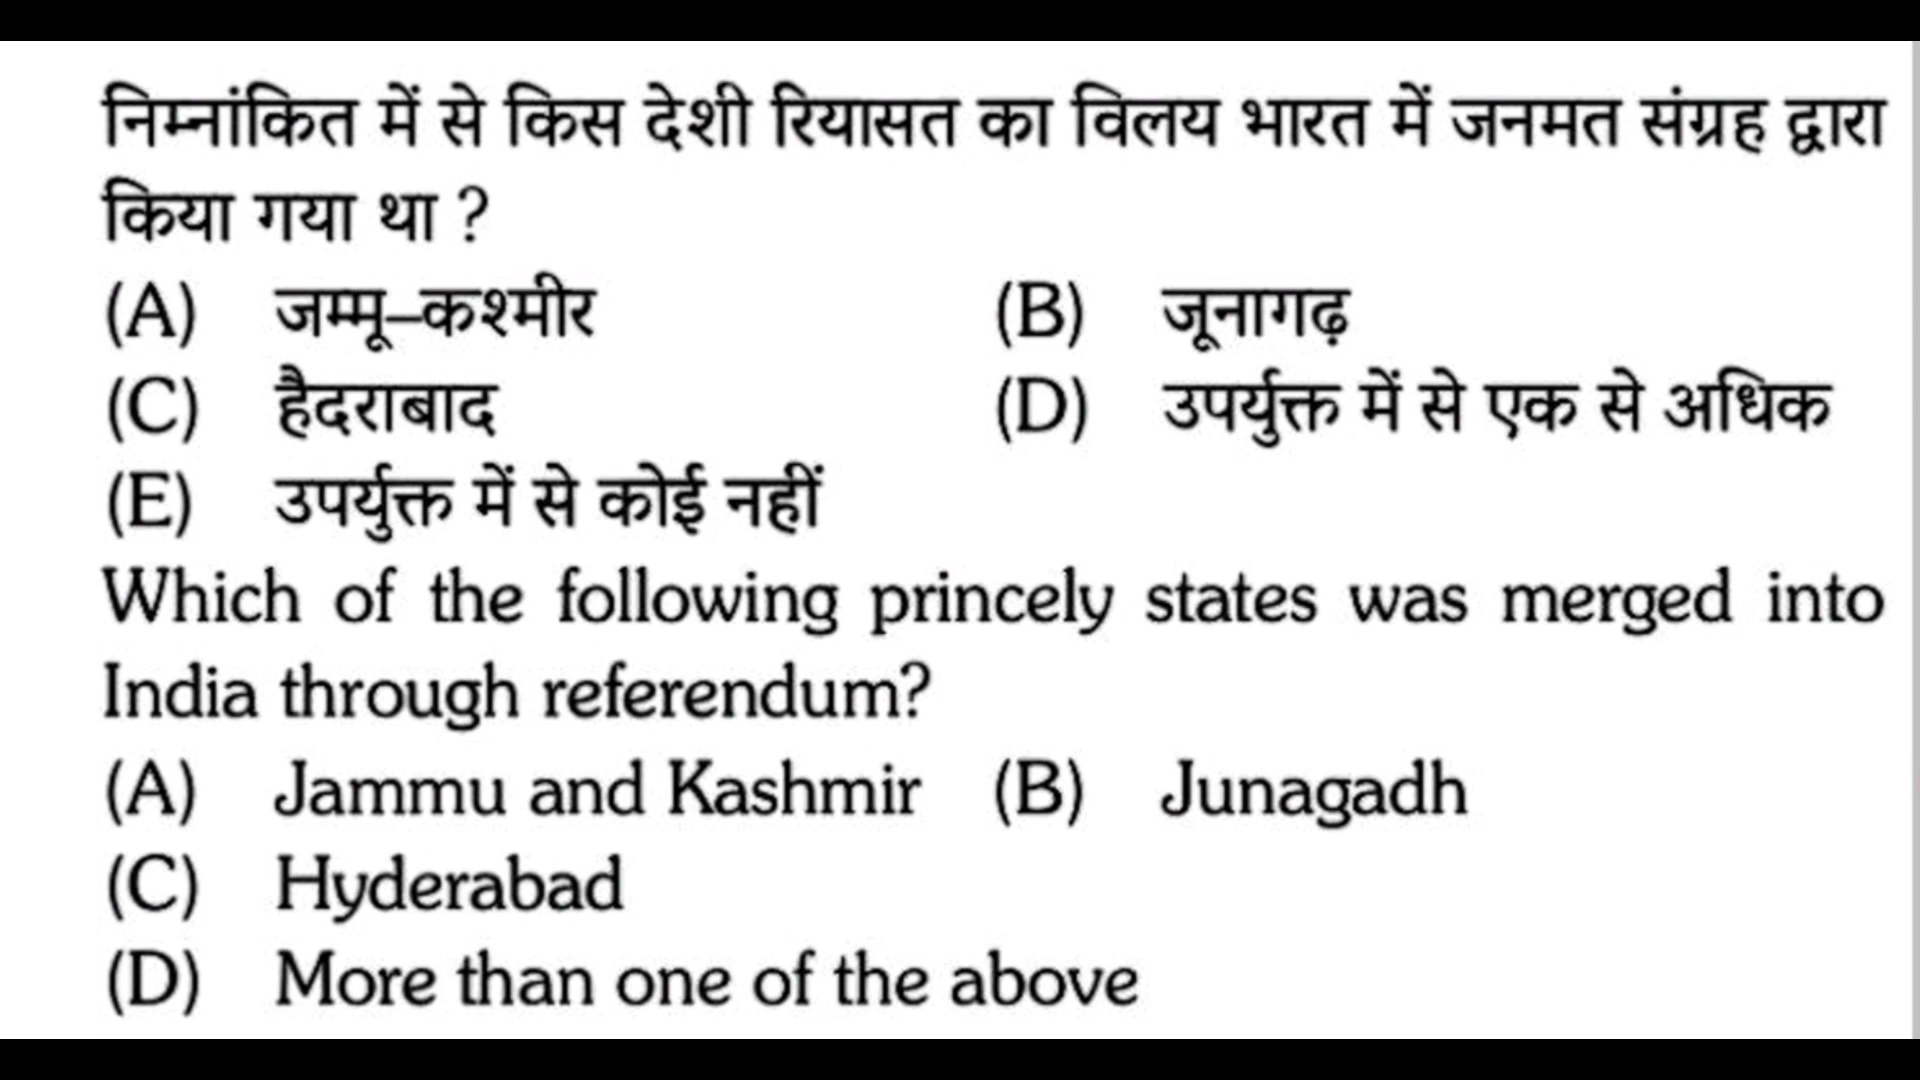 निम्नांकित में से किस देशी रियासत का विलय भारत में जनमत संग्रह द्वारा
किया गया था ?
(A) जम्मू–कश्मीर (B) जूनागढ़
(C) हैदराबाद (D) उपर्युक्त में से एक से अधिक
(E) उपर्युक्त में से कोई नहीं
Which of the following princely states was merged into
India through referendum?
(A) Jammu and Kashmir (B) Junagadh
(C) Hyderabad
(D) More than one of the above